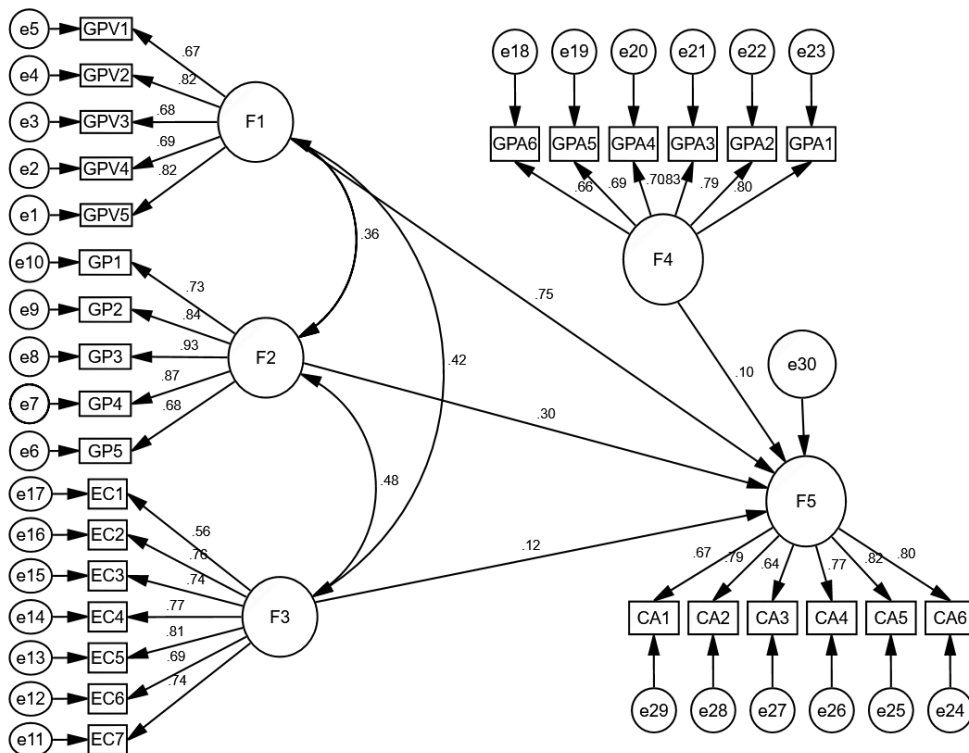 e5
GPV1
.67
e4
GPV2
.82
e3
GPV3
.68
e2
GPV4
.69
e1
GPV5
.82
F1
e10
GP1
.73
e9
GP2
.84
e8
GP3
.93
e7
GP4
.87
e6
GP5
.68
F2
e17
EC1
.56
e16
EC2
.76
e15
EC3
.74
e14
EC4
.77
e13
EC5
.81
e12
EC6
.69
e11
EC7
.74
F3
.36
.42
.48
.75
.30
.12
.10
e18
e19
e20
e21
e22
e23
GPA6
GPA5
GPA4
GPA3
GPA2
GPA1
.66
.69
.70
.83
.79
.80
F4
e30
F5
.67
.79
.64
.77
.82
.80
CA1
CA2
CA3
CA4
CA5
CA6
e29
e28
e27
e26
e25
e24